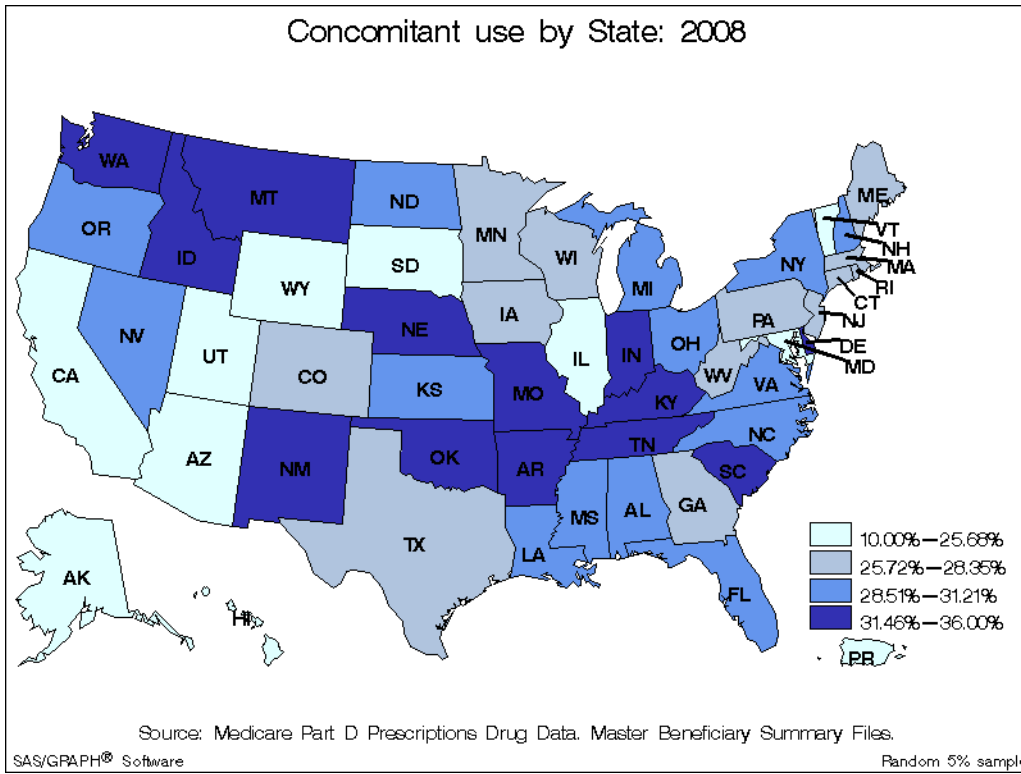 Concomitant use by State: 2008
WA
MT
ND
MN
ME
VT
NH
MA
RI
CT
OR
ID
WY
SD
WI
MI
NY
NJ
PA
DE
MD
NV
UT
CO
NE
IA
IL
IN
OH
WV
VA
CA
KS
MO
KY
NC
AZ
NM
OK
AR
TN
SC
TX
LA
MS
AL
GA
FL
AK
HI
PR
10.00%–25.68%
25.72%–28.35%
28.51%–31.21%
31.46%–36.00%
Source: Medicare Part D Prescriptions Drug Data. Master Beneficiary Summary Files.
SAS/GRAPH® Software
Random 5% sample